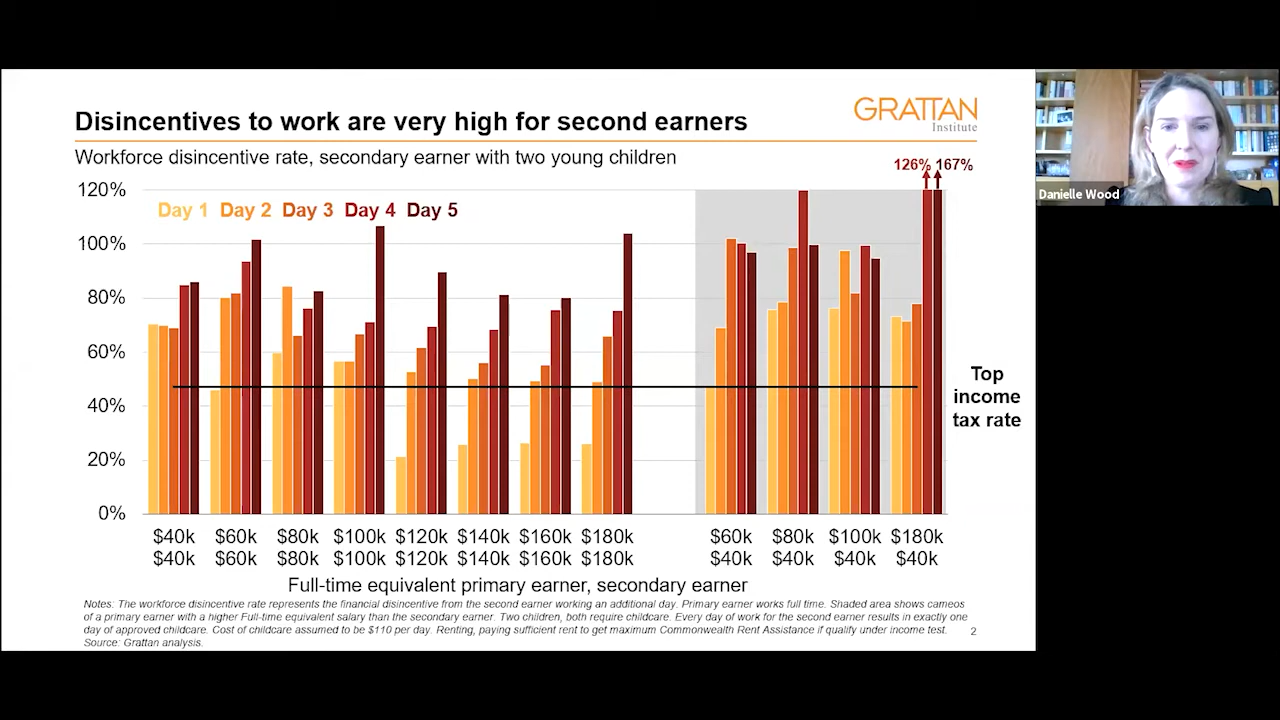 Disincentives to work are very high for second earners
GRATTAN
Institute
Workforce disincentive rate, secondary earner with two young children
126% 167%
Danielle Wood
120%
Day 1 Day 2 Day 3 Day 4 Day 5
100%
80%
60%
Top
income
tax rate
40%
20%
0%
$40k $60k $80k $100k $120k $140k $160k $180k $60k $80k $100k $180k
$40k $60k $80k $100k $120k $140k $160k $180k $40k $40k $40k $40k
Full-time equivalent primary earner, secondary earner
Notes: The workforce disincentive rate represents the financial disincentive from the second earner working an additional day. Primary earner works full time. Shaded area shows cameos
of a primary earner with a higher Full-time equivalent salary than the secondary earner. Two children, both require childcare. Every day of work for the second earner results in exactly one
day of approved childcare. Cost of childcare assumed to be $110 per day. Renting, paying sufficient rent to get maximum Commonwealth Rent Assistance if qualify under income test.
2
Source: Grattan analysis.